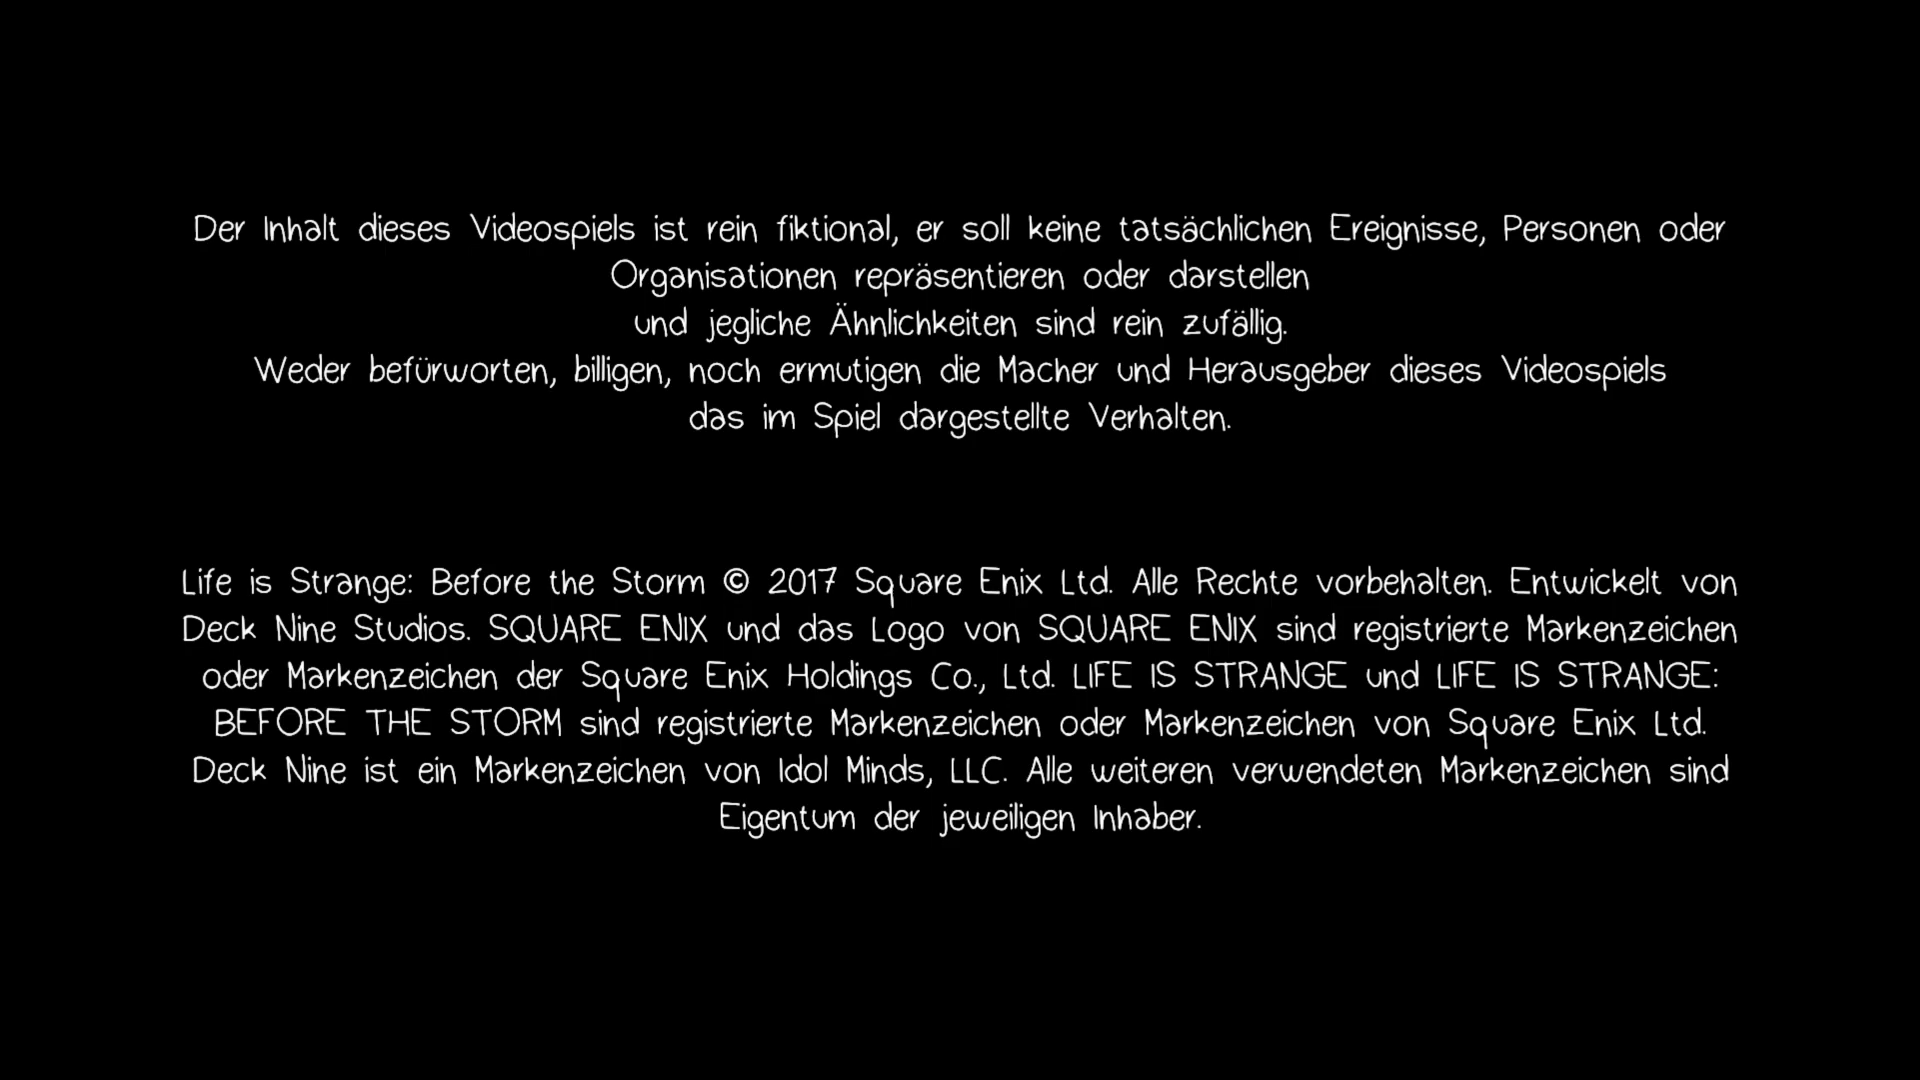 Der Inhalt dieses Videospiels ist rein fiktional, er soll keine tatsächlichen Ereignisse, Personen oder
Organisationen repräsentieren oder darstellen
und jegliche Ähnlichkeiten sind rein zufällig.
Weder befürworten, billigen, noch ermutigen die Macher und Herausgeber dieses Videospiels
das im Spiel dargestellte Verhalten.
Life is Strange: Before the Storm © 2017 Square Enix Ltd. Alle Rechte vorbehalten. Entwickelt von
Deck Nine Studios. SQUARE ENIX und das Logo von SQUARE ENIX sind registrierte Markenzeichen
oder Markenzeichen der Square Enix Holdings Co., Ltd. LIFE IS STRANGE und LIFE IS STRANGE:
BEFORE THE STORM sind registrierte Markenzeichen oder Markenzeichen von Square Enix Ltd.
Deck Nine ist ein Markenzeichen von Idol Minds, LLC. Alle weiteren verwendeten Markenzeichen sind
Eigentum der jeweiligen Inhaber.